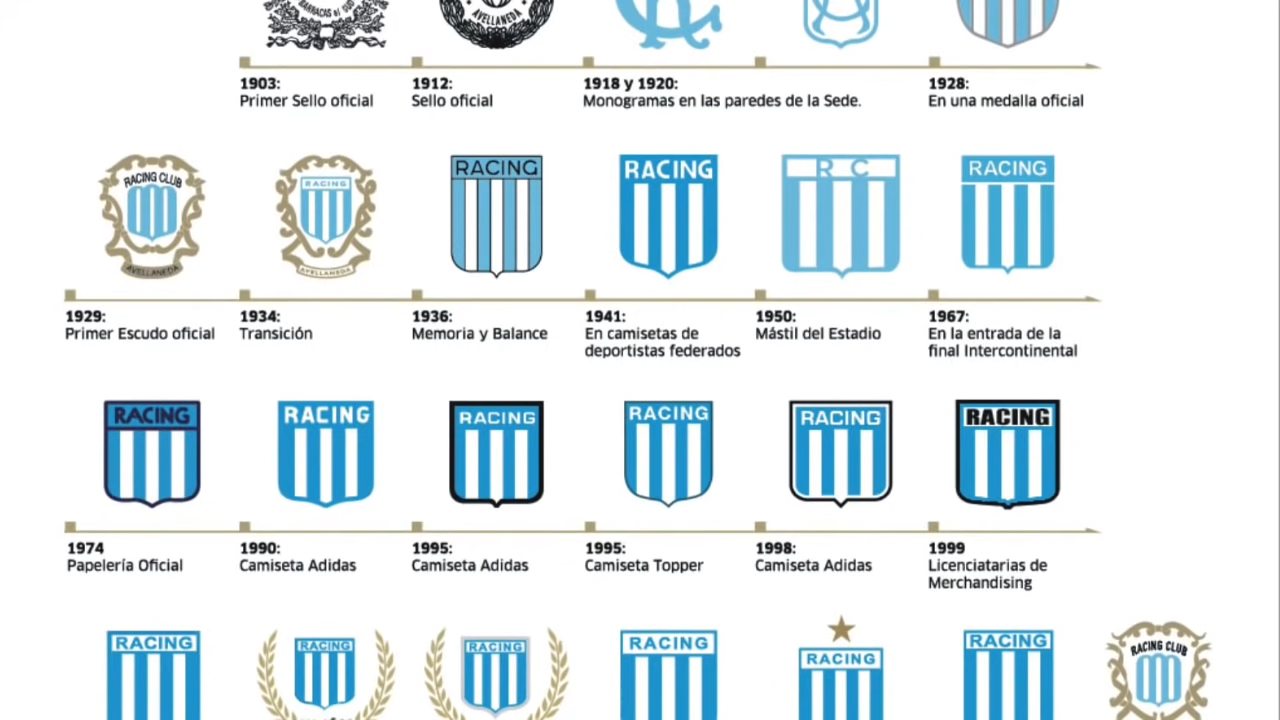 BARRACAS al SUD
AVELLANEDA
1903:
Primer Sello oficial
1912:
Sello oficial
1918 y 1920:
Monogramas en las paredes de la Sede.
1928:
En una medalla oficial
RACING CLUB
AVELLANEDA
RACING
AVELLANEDA
RACING
RACING
R C
RACING
1929:
Primer Escudo oficial
1934:
Transición
1936:
Memoria y Balance
1941:
En camisetas de
deportistas federados
1950:
Mástil del Estadio
1967:
En la entrada de la
final Intercontinental
RACING
RACING
RACING
RACING
RACING
RACING
1974
Papelería Oficial
1990:
Camiseta Adidas
1995:
Camiseta Adidas
1995:
Camiseta Topper
1998:
Camiseta Adidas
1999
Licenciatarias de
Merchandising
RACING
RACING
RACING
RACING
RACING
RACING
RACING CLUB